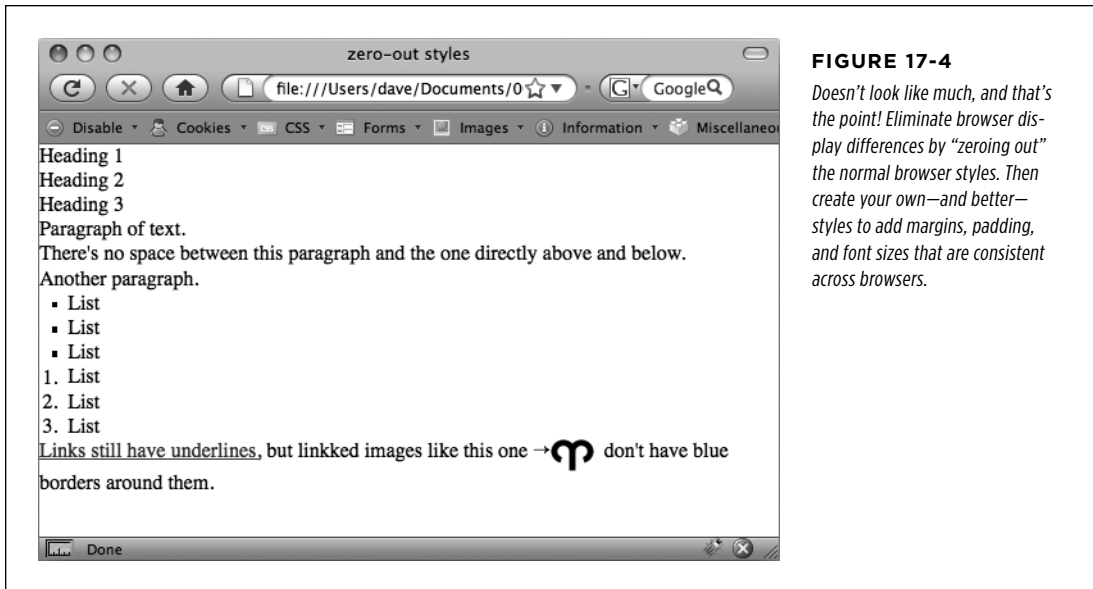 zero-out styles
file:///Users/dave/Documents/0
G
Google
Disable Cookies CSS CSS Forms Images Information Miscellaneo
Heading 1
Heading 2
Heading 3
Paragraph of text.
There's no space between this paragraph and the one directly above and below.
Another paragraph.
▪ List
▪ List
▪ List
1. List
2. List
3. List
Links still have underlines, but linkked images like this one → don't have blue
borders around them.
Done
FIGURE 17-4
Doesn’t look like much, and that’s
the point! Eliminate browser dis-
play differences by “zeroing out”
the normal browser styles. Then
create your own—and better—
styles to add margins, padding,
and font sizes that are consistent
across browsers.